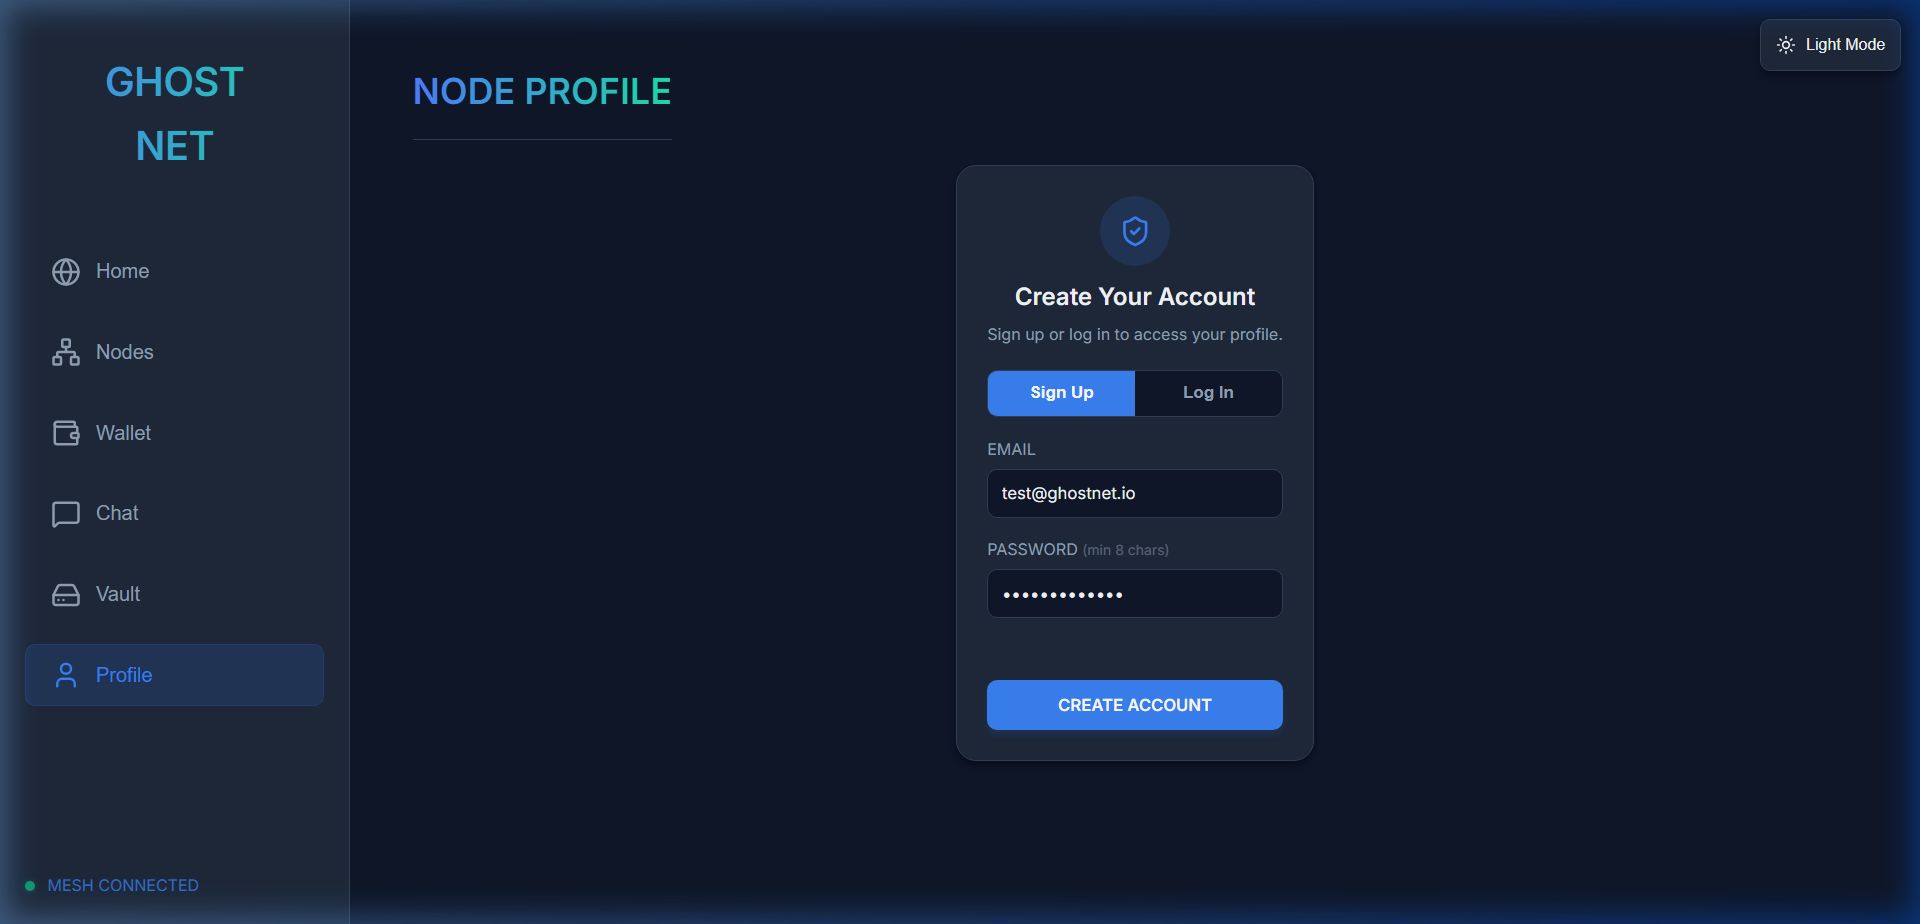 GHOST
NET
Home
Nodes
Wallet
Chat
Vault
Profile
MESH CONNECTED
Light Mode
NODE PROFILE
Create Your Account
Sign up or log in to access your profile.
Sign Up
Log In
EMAIL
test@ghostnet.io
PASSWORD (min 8 chars)
•••••••••••••
CREATE ACCOUNT